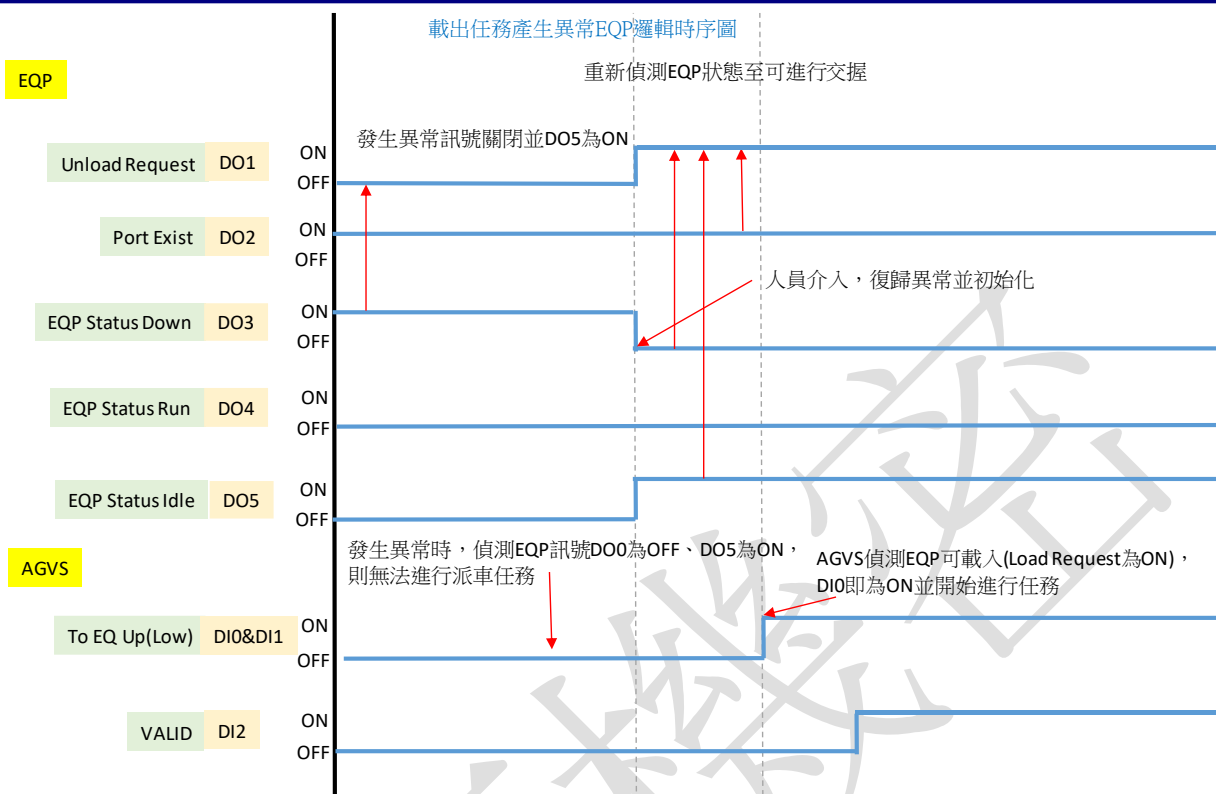 載出任務產生異常EQP邏輯時序圖
重新偵測EQP狀態至可進行交握
EQP
發生異常訊號關閉並DO5為ON
Unload Request DO1 ON
OFF
Port Exist DO2 ON
OFF
人員介入，復歸異常並初始化
EQP Status Down DO3 ON
OFF
EQP Status Run DO4 ON
OFF
EQP Status Idle DO5 ON
OFF
發生異常時，偵測EQP訊號DO0為OFF、DO5為ON，
則無法進行派車任務
AGVS
AGVS偵測EQP可載入(Load Request為ON)，
DI0即為ON並開始進行任務
To EQ Up(Low) DI0&DI1 ON
OFF
VALID DI2 ON
OFF
機密